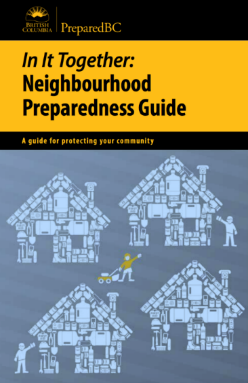 BRITISH
COLUMBIA
PreparedBC
In It Together:
Neighbourhood
Preparedness Guide
A guide for protecting your community